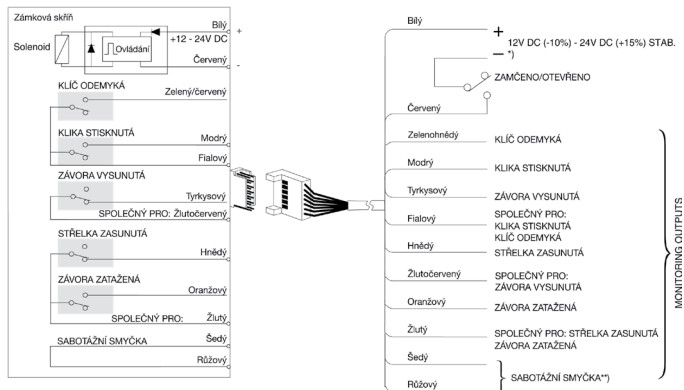 Zámková skříň
Bílý
+
+12 - 24V DC
Solenoid
Ovládání
Červený
-
KLÍČ ODEMYKÁ
Zelený/červený
KLIKA STISKNUTÁ
Modrý
Fialový
ZÁVORA VYSUNUTÁ
Tyrkysový
SPOLEČNÝ PRO: Žlutočervený
STŘELKA ZASUNUTÁ
Hnědý
ZÁVORA ZATAŽENÁ
Oranžový
SPOLEČNÝ PRO: Žlutý
SABOTÁŽNÍ SMYČKA
Šedý
Růžový
Bílý
+
12V DC (-10%) - 24V DC (+15%) STAB.
— *)
ZAMČENO/OTEVŘENO
Červený
Zelenohnědý
KLÍČ ODEMYKÁ
Modrý
KLIKA STISKNUTÁ
Tyrkysový
ZÁVORA VYSUNUTÁ
Fialový
SPOLEČNÝ PRO:
KLIKA STISKNUTÁ
KLÍČ ODEMYKÁ
Hnědý
STŘELKA ZASUNUTÁ
Žlutočervený
SPOLEČNÝ PRO:
ZÁVORA VYSUNUTÁ
Oranžový
ZÁVORA ZATAŽENÁ
Žlutý
SPOLEČNÝ PRO: STŘELKA ZASUNUTÁ
ZÁVORA ZATAŽENÁ
Šedý
SABOTÁŽNÍ SMYČKA**)
Růžový
MONITORING OUTPUTS